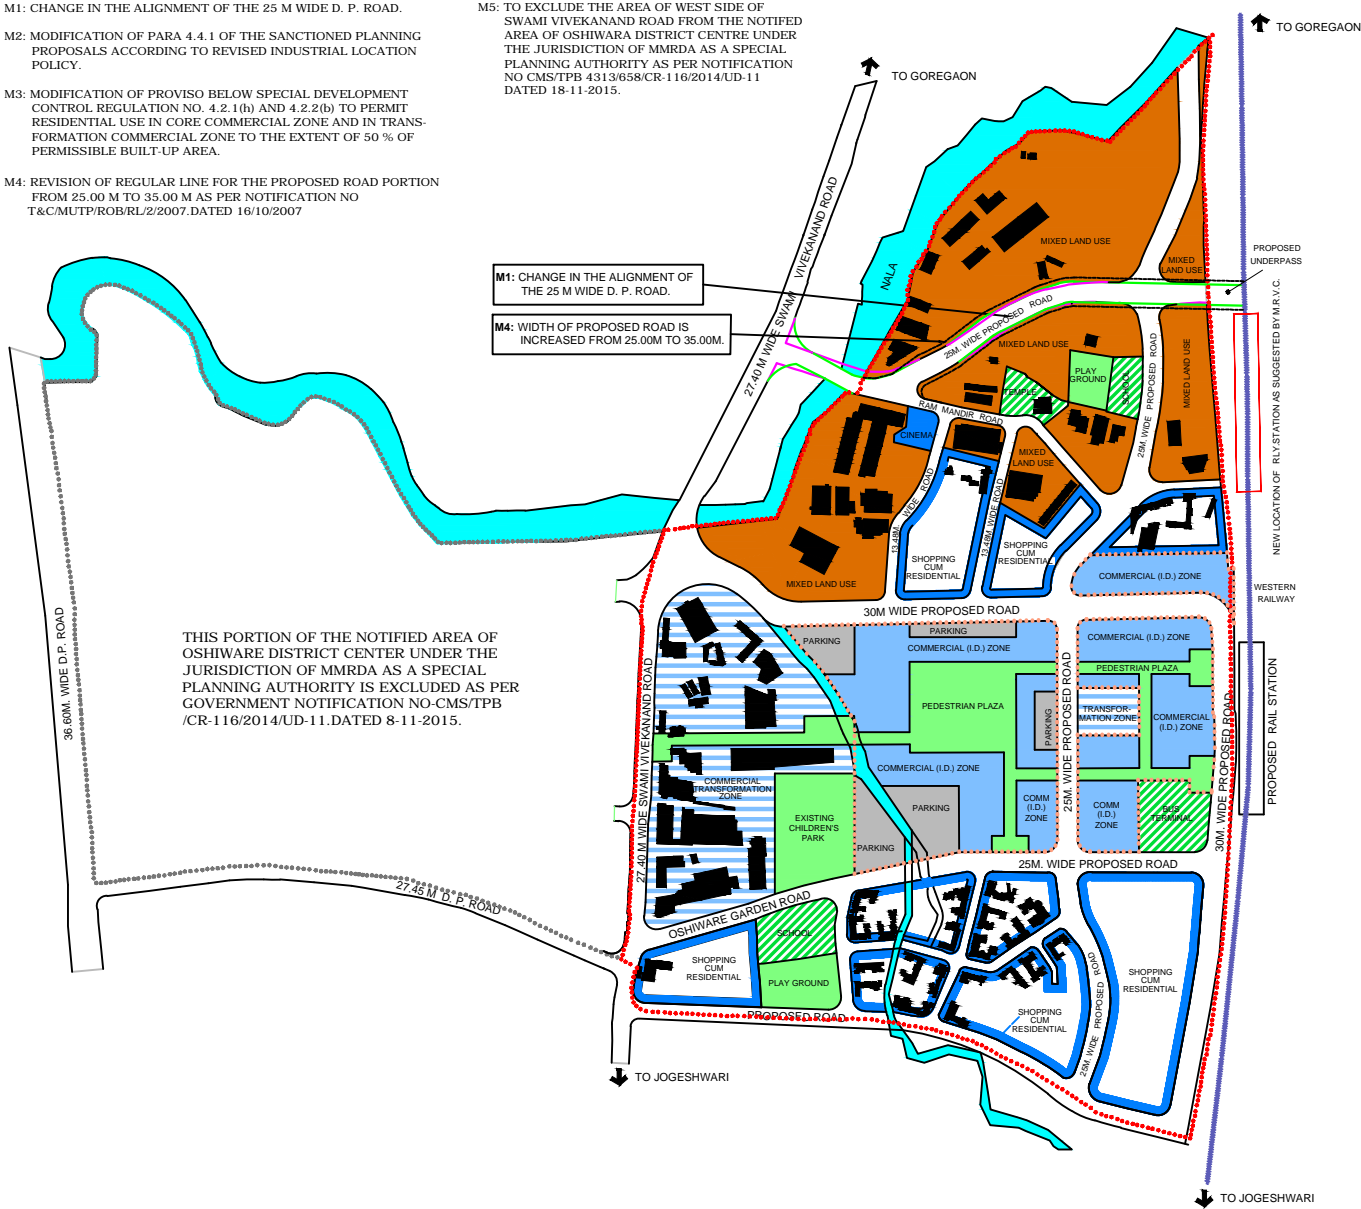 M1: CHANGE IN THE ALIGNMENT OF THE 25 M WIDE D. P. ROAD.
M2: MODIFICATION OF PARA 4.4.1 OF THE SANCTIONED PLANNING
PROPOSALS ACCORDING TO REVISED INDUSTRIAL LOCATION
POLICY.
M3: MODIFICATION OF PROVISO BELOW SPECIAL DEVELOPMENT
CONTROL REGULATION NO. 4.2.1(h) AND 4.2.2(b) TO PERMIT
RESIDENTIAL USE IN CORE COMMERCIAL ZONE AND IN TRANS-
FORMATION COMMERCIAL ZONE TO THE EXTENT OF 50 % OF
PERMISSIBLE BUILT-UP AREA.
M4: REVISION OF REGULAR LINE FOR THE PROPOSED ROAD PORTION
FROM 25.00 M TO 35.00 M AS PER NOTIFICATION NO
T&C/MUTP/ROB/RL/2/2007.DATED 16/10/2007
M5: TO EXCLUDE THE AREA OF WEST SIDE OF
SWAMI VIVEKANAND ROAD FROM THE NOTIFED
AREA OF OSHIWARA DISTRICT CENTRE UNDER
THE JURISDICTION OF MMRDA AS A SPECIAL
PLANNING AUTHORITY AS PER NOTIFICATION
NO CMS/TPB 4313/658/CR-116/2014/UD-11
DATED 18-11-2015.
TO GOREGAON
TO GOREGAON
27.40 M WIDE SWAMI VIVEKANAND ROAD
NALA
MIXED LAND USE
MIXED
LAND USE
PROPOSED
UNDERPASS
M1: CHANGE IN THE ALIGNMENT OF
THE 25 M WIDE D. P. ROAD.
M4: WIDTH OF PROPOSED ROAD IS
INCREASED FROM 25.00M TO 35.00M.
25M. WIDE PROPOSED ROAD
MIXED LAND USE
PLAY
GROUND
SCHOOL
TEMPLE
25M. WIDE PROPOSED ROAD
MIXED LAND USE
NEW LOCATION OF RLY.STATION AS SUGGESTED BY M.R.V.C.
RAM MANDIR ROAD
CINEMA
MIXED
LAND USE
13.48M. WIDE ROAD
13.48M. WIDE ROAD
SHOPPING
CUM
RESIDENTIAL
SHOPPING
CUM
RESIDENTIAL
MIXED LAND USE
COMMERCIAL (I.D.) ZONE
WESTERN
RAILWAY
30M WIDE PROPOSED ROAD
36.60M. WIDE D.P. ROAD
THIS PORTION OF THE NOTIFIED AREA OF
OSHIWARE DISTRICT CENTER UNDER THE
JURISDICTION OF MMRDA AS A SPECIAL
PLANNING AUTHORITY IS EXCLUDED AS PER
GOVERNMENT NOTIFICATION NO-CMS/TPB
/CR-116/2014/UD-11.DATED 8-11-2015.
PARKING
PARKING
COMMERCIAL (I.D.) ZONE
COMMERCIAL (I.D.) ZONE
PEDESTRIAN PLAZA
PEDESTRIAN PLAZA
PARKING
25M. WIDE PROPOSED ROAD
TRANSFOR-
MATION ZONE
COMMERCIAL
(I.D.) ZONE
30M. WIDE PROPOSED ROAD
PROPOSED RAIL STATION
27.40 M WIDE SWAMI VIVEKANAND ROAD
COMMERCIAL
TRANSFORMATION
ZONE
COMMERCIAL (I.D.) ZONE
EXISTING
CHILDREN'S
PARK
PARKING
PARKING
COMM
(I.D.)
ZONE
COMM
(I.D.)
ZONE
BUS
TERMINAL
25M. WIDE PROPOSED ROAD
27.45 M D. P. ROAD
OSHIWARE GARDEN ROAD
SCHOOL
SHOPPING
CUM
RESIDENTIAL
PLAY GROUND
PROPOSED ROAD
SHOPPING
CUM
RESIDENTIAL
25M. WIDE PROPOSED ROAD
SHOPPING
CUM
RESIDENTIAL
TO JOGESHWARI
TO JOGESHWARI